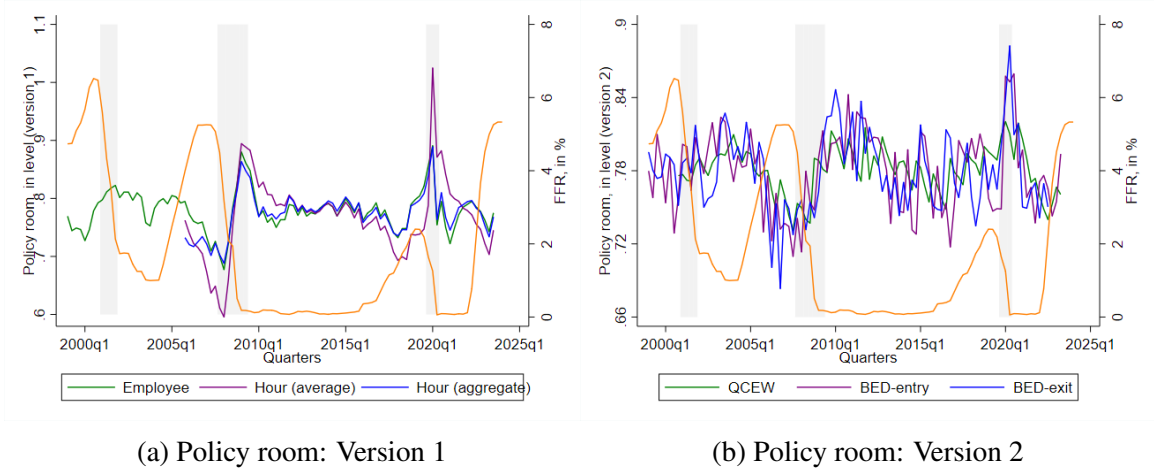 1.1
1
.9
.8
.7
.6
Policy room, in level (version 1)
8
6
4
2
0
FFR, in %
2000q1 2005q1 2010q1 2015q1 2020q1 2025q1
Quarters
Employee Hour (average) Hour (aggregate)
(a) Policy room: Version 1
.9
.84
.78
.72
.66
Policy room, in level (version 2)
8
6
4
2
0
FFR, in %
2000q1 2005q1 2010q1 2015q1 2020q1 2025q1
Quarters
QCEW BED-entry BED-exit
(b) Policy room: Version 2